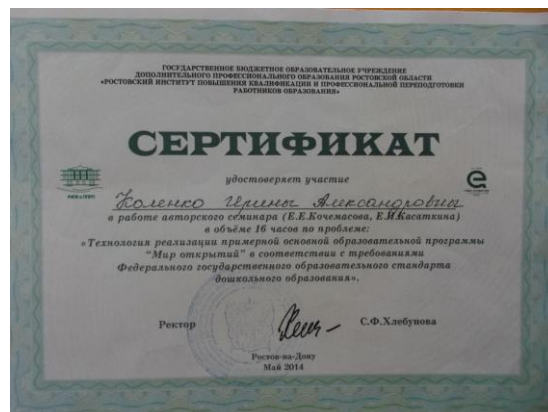 ГОСУДАРСТВЕННОЕ БЮДЖЕТНОЕ ОБРАЗОВАТЕЛЬНОЕ УЧРЕЖДЕНИЕ
ДОПОЛНИТЕЛЬНОГО ПРОФЕССИОНАЛЬНОГО ОБРАЗОВАНИЯ РОСТОВСКОЙ ОБЛАСТИ
«РОСТОВСКИЙ ИНСТИТУТ ПОВЫШЕНИЯ КВАЛИФИКАЦИИ И ПРОФЕССИОНАЛЬНОЙ ПЕРЕПОДГОТОВКИ
РАБОТНИКОВ ОБРАЗОВАНИЯ»
СЕРТИФИКАТ
удостоверяет участие
Коленко Ирины Александровны
в работе авторского семинара (Е.Е.Кочемасова, Е.И.Касаткина)
в объёме 16 часов по проблеме:
«Технология реализации примерной основной образовательной программы
"Мир открытий" в соответствии с требованиями
Федерального государственного образовательного стандарта
дошкольного образования».
Ректор С.Ф.Хлебунова
Ростов-на-Дону
Май 2014